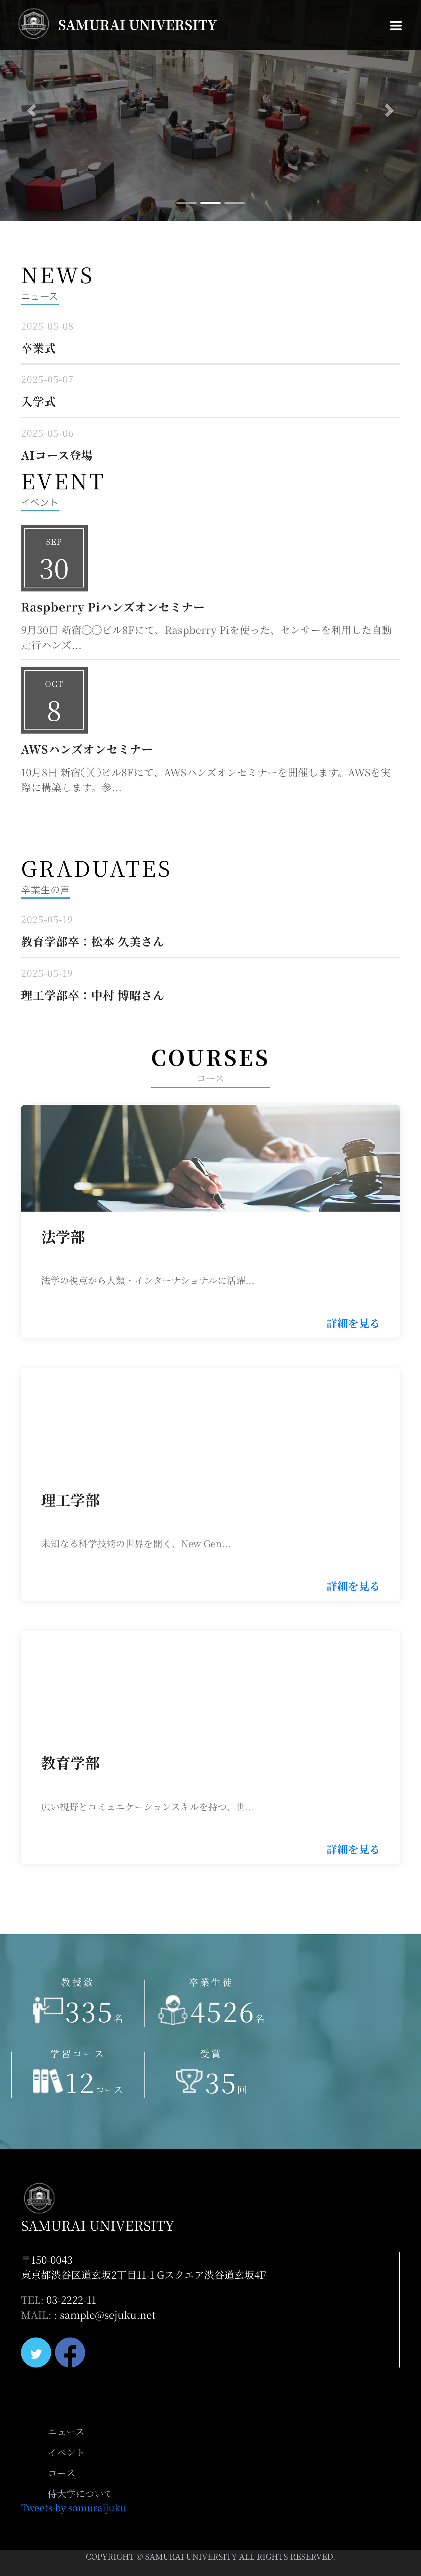 SAMURAI UNIVERSITY
NEWS
ニュース
2025-05-08
卒業式
2025-05-07
入学式
2025-05-06
AIコース登場
EVENT
イベント
SEP
30
Raspberry Piハンズオンセミナー
9月30日 新宿◯◯ビル8Fにて、Raspberry Piを使った、センサーを利用した自動
走行ハンズ...
OCT
8
AWSハンズオンセミナー
10月8日 新宿◯◯ビル8Fにて、AWSハンズオンセミナーを開催します。AWSを実
際に構築します。参...
GRADUATES
卒業生の声
2025-05-19
教育学部卒：松本 久美さん
2025-05-19
理工学部卒：中村 博昭さん
COURSES
コース
法学部
法学の視点から人類・インターナショナルに活躍...
詳細を見る
理工学部
未知なる科学技術の世界を開く、New Gen...
詳細を見る
教育学部
広い視野とコミュニケーションスキルを持つ、世...
詳細を見る
教授数
335名
卒業生徒
4526名
学習コース
12コース
受賞
35回
SAMURAI UNIVERSITY
〒150-0043
東京都渋谷区道玄坂2丁目11-1 Gスクエア渋谷道玄坂4F
TEL: 03-2222-11
MAIL: : sample@sejuku.net
ニュース
イベント
コース
侍大学について
Tweets by samuraijuku
COPYRIGHT © SAMURAI UNIVERSITY ALL RIGHTS RESERVED.